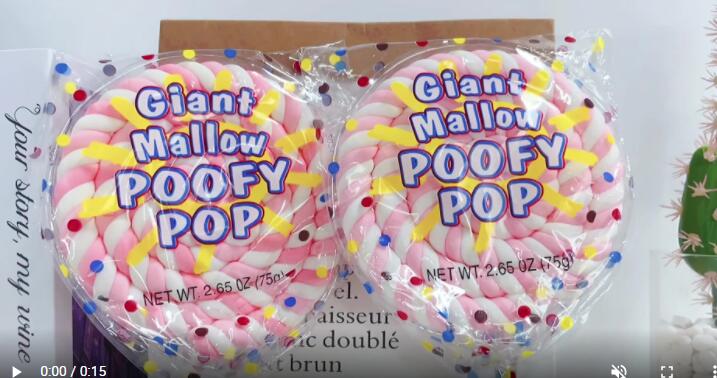 Giant
Mallow
POOFY
POP
NET WT. 2.65 OZ (75g)
Giant
Mallow
POOFY
POP
NET WT. 2.65 OZ (75g)
Your story, my wine
el.
aisseur
ic doublé
t brun
0:00 / 0:15